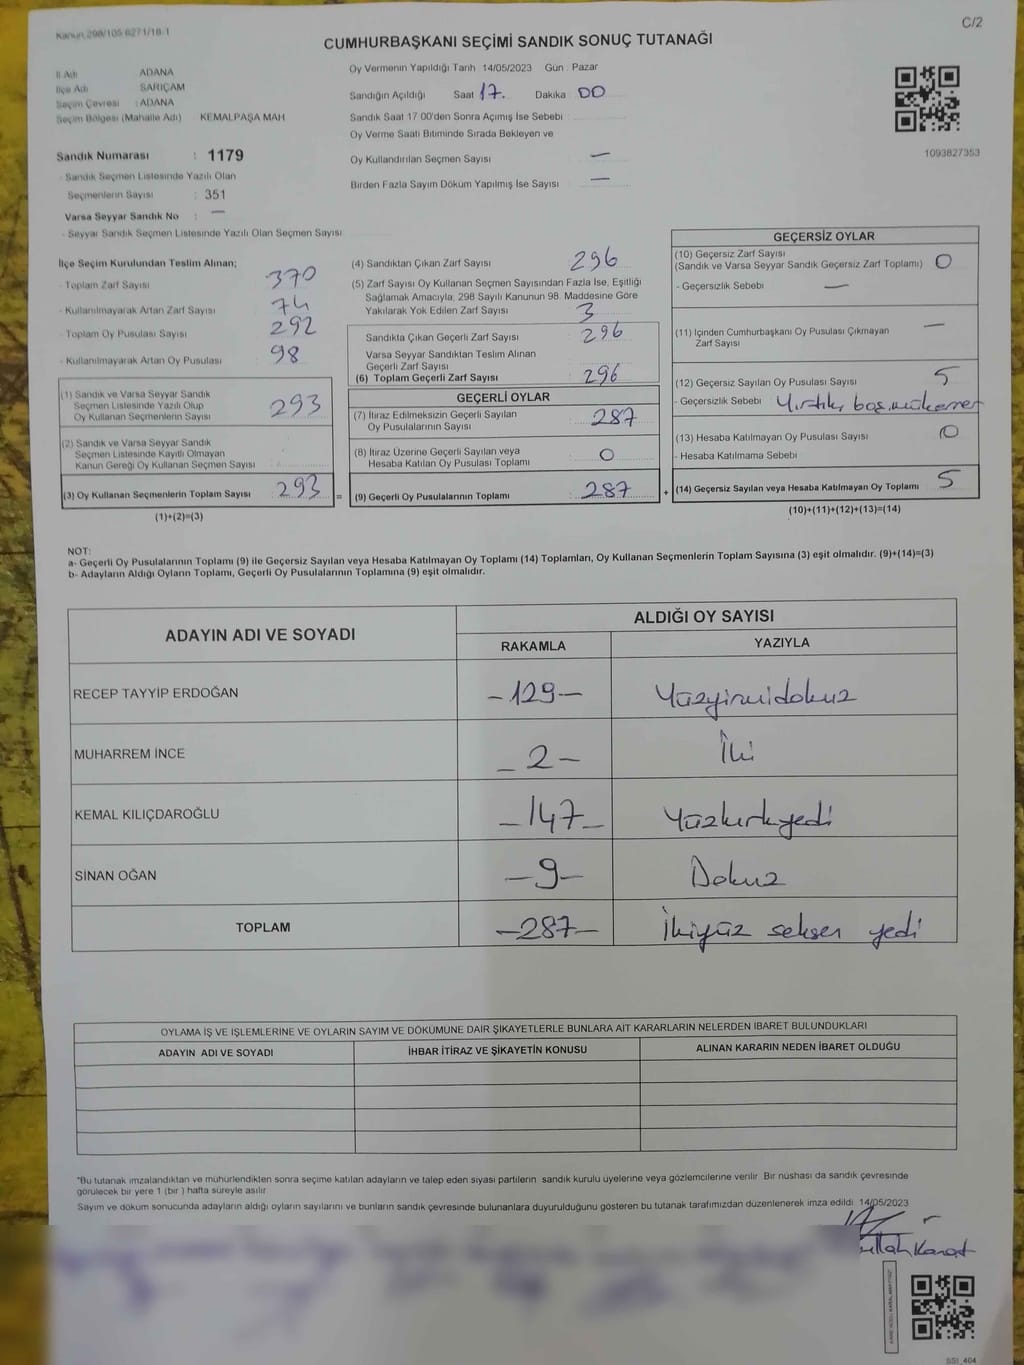 Kanun 298/105 6271/18 1
C/2
CUMHURBAŞKANI SEÇİMİ SANDIK SONUÇ TUTANAĞI
İl Adı ADANA
İlçe Adı SARIÇAM
Seçim Çevresi : ADANA
Seçim Bölgesi (Mahalle Adı) KEMALPAŞA MAH
Oy Vermenin Yapıldığı Tarih 14/05/2023 Gün : Pazar
Sandığın Açıldığı Saat 17. Dakika 00
Sandık Saat 17 00'den Sonra Açımış İse Sebebi
Oy Verme Saati Bitiminde Sırada Bekleyen ve
Oy Kullandırılan Seçmen Sayısı —
Birden Fazla Sayım Döküm Yapılmış İse Sayısı —
1093827353
Sandık Numarası : 1179
- Sandık Seçmen Listesinde Yazılı Olan
Seçmenlerin Sayısı : 351
Varsa Seyyar Sandık No : —
- Seyyar Sandık Seçmen Listesinde Yazılı Olan Seçmen Sayısı
İlçe Seçim Kurulundan Teslim Alınan;
- Toplam Zarf Sayısı 370
- Kullanılmayarak Artan Zarf Sayısı 74
- Toplam Oy Pusulası Sayısı 292
- Kullanılmayarak Artan Oy Pusulası 98
(1) Sandık ve Varsa Seyyar Sandık
Seçmen Listesinde Yazılı Olup
Oy Kullanan Seçmenlerin Sayısı 293
(2) Sandık ve Varsa Seyyar Sandık
Seçmen Listesinde Kayıtlı Olmayan
Kanun Gereği Oy Kullanan Seçmen Sayısı
(3) Oy Kullanan Seçmenlerin Toplam Sayısı 293 =
(1)+(2)=(3)
(4) Sandıktan Çıkan Zarf Sayısı 296
(5) Zarf Sayısı Oy Kullanan Seçmen Sayısından Fazla İse, Eşitliği
Sağlamak Amacıyla, 298 Sayılı Kanunun 98. Maddesine Göre
Yakılarak Yok Edilen Zarf Sayısı 3
Sandıkta Çıkan Geçerli Zarf Sayısı 296
Varsa Seyyar Sandıktan Teslim Alınan
Geçerli Zarf Sayısı
(6) Toplam Geçerli Zarf Sayısı 296
GEÇERLİ OYLAR
(7) İtiraz Edilmeksizin Geçerli Sayılan
Oy Pusulalarının Sayısı 287
(8) İtiraz Üzerine Geçerli Sayılan veya
Hesaba Katılan Oy Pusulası Toplamı 0
(9) Geçerli Oy Pusulalarının Toplamı 287 +
GEÇERSİZ OYLAR
(10) Geçersiz Zarf Sayısı
(Sandık ve Varsa Seyyar Sandık Geçersiz Zarf Toplamı) 0
- Geçersizlik Sebebi —
(11) İçinden Cumhurbaşkanı Oy Pusulası Çıkmayan
Zarf Sayısı —
(12) Geçersiz Sayılan Oy Pusulası Sayısı 5
- Geçersizlik Sebebi Yırtık, boş, mükerrer
(13) Hesaba Katılmayan Oy Pusulası Sayısı 0
- Hesaba Katılmama Sebebi
(14) Geçersiz Sayılan veya Hesaba Katılmayan Oy Toplamı 5
(10)+(11)+(12)+(13)=(14)
NOT:
a- Geçerli Oy Pusulalarının Toplamı (9) ile Geçersiz Sayılan veya Hesaba Katılmayan Oy Toplamı (14) Toplamları, Oy Kullanan Seçmenlerin Toplam Sayısına (3) eşit olmalıdır. (9)+(14)=(3)
b- Adayların Aldığı Oyların Toplamı, Geçerli Oy Pusulalarının Toplamına (9) eşit olmalıdır.
ADAYIN ADI VE SOYADI
ALDIĞI OY SAYISI
RAKAMLA YAZIYLA
RECEP TAYYİP ERDOĞAN -129- Yüzyirmidokuz
MUHARREM İNCE - 2 - İki
KEMAL KILIÇDAROĞLU -147- Yüzkırkyedi
SİNAN OĞAN -9- Dokuz
TOPLAM -287- İkiyüz seksen yedi
OYLAMA İŞ VE İŞLEMLERİNE VE OYLARIN SAYIM VE DÖKÜMÜNE DAİR ŞİKAYETLERLE BUNLARA AİT KARARLARIN NELERDEN İBARET BULUNDUKLARI
ADAYIN ADI VE SOYADI İHBAR İTİRAZ VE ŞİKAYETİN KONUSU ALINAN KARARIN NEDEN İBARET OLDUĞU
*Bu tutanak imzalandıktan ve mühürlendikten sonra seçime katılan adayların ve talep eden siyasi partilerin sandık kurulu üyelerine veya gözlemcilerine verilir. Bir nüshası da sandık çevresinde
görülecek bir yere 1 (bir ) hafta süreyle asılır.
Sayım ve döküm sonucunda adayların aldığı oyların sayılarını ve bunların sandık çevresinde bulunanlara duyurulduğunu gösteren bu tutanak tarafımızdan düzenlenerek imza edildi. 14/05/2023
SSI_404